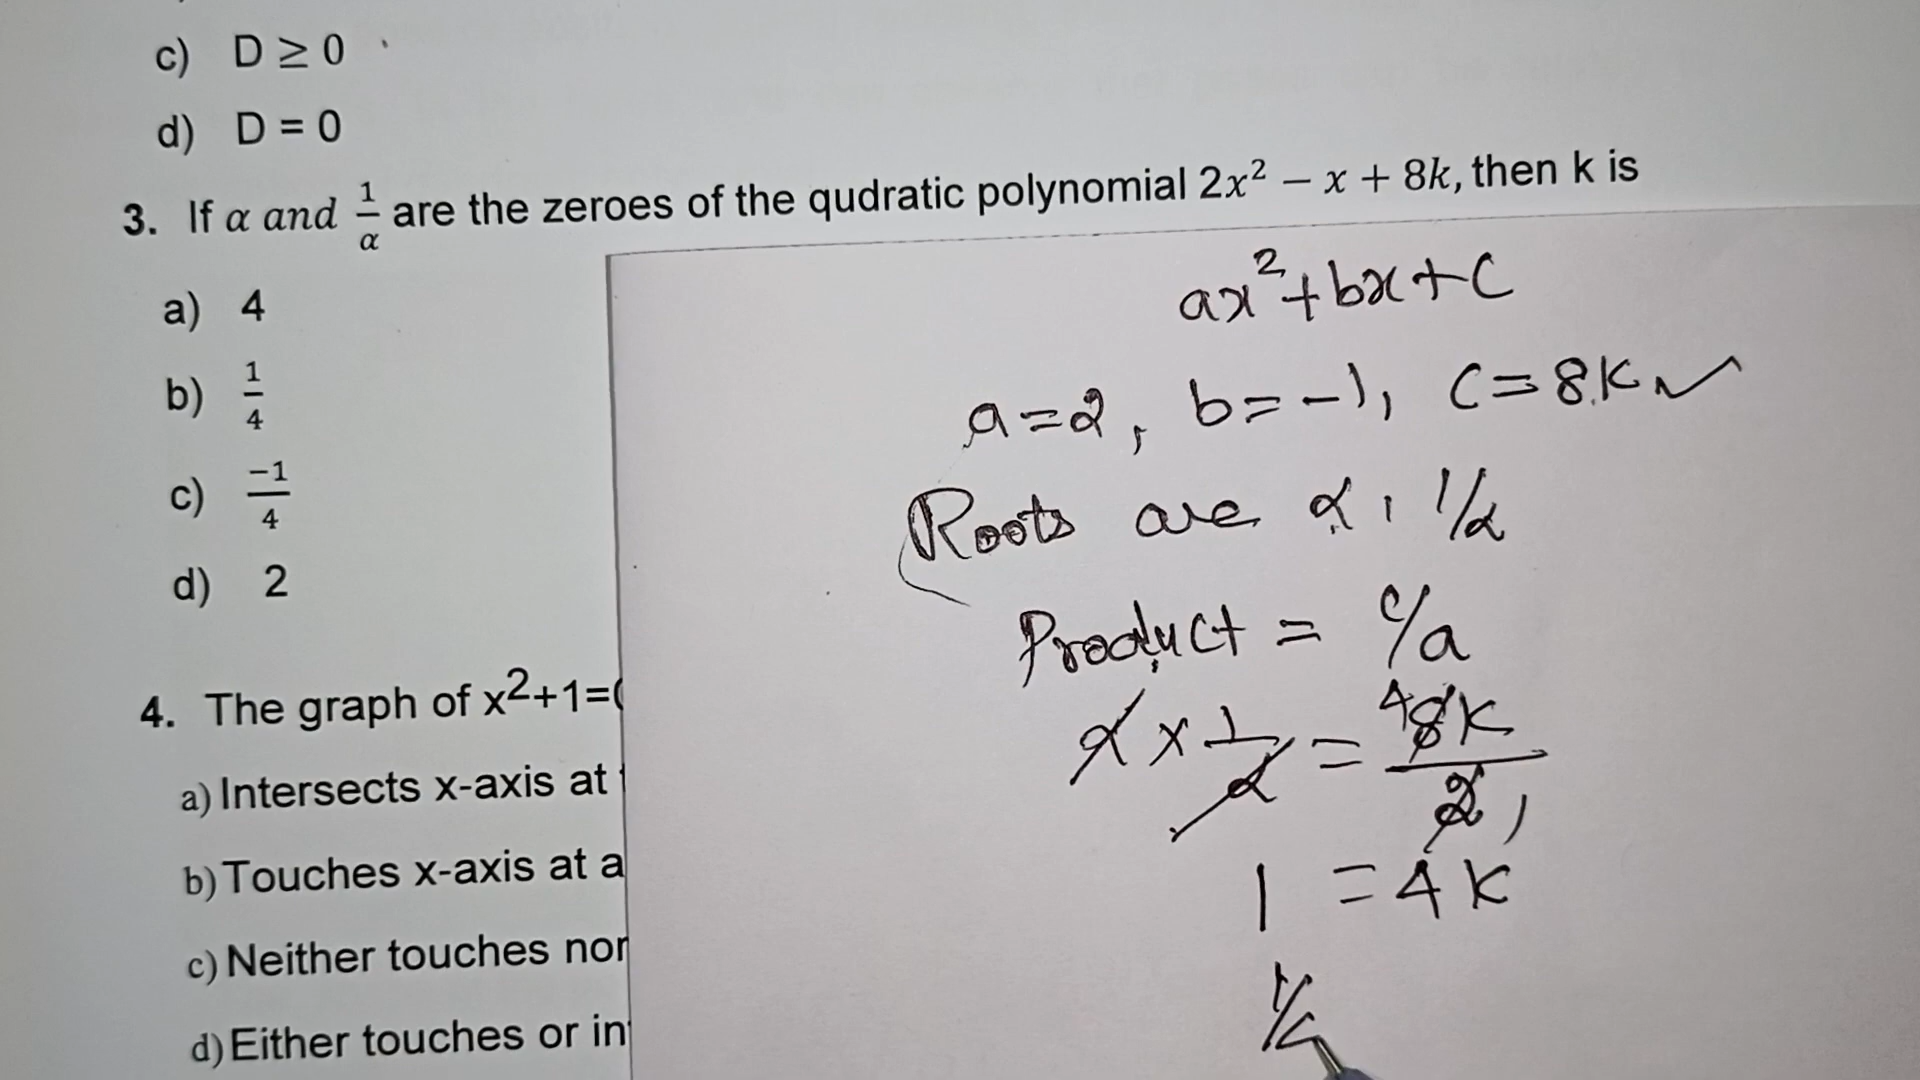 c) D ≥ 0
d) D = 0
3. If α and 1/α are the zeroes of the qudratic polynomial 2x² − x + 8k, then k is
a) 4
b) 1/4
c) −1/4
d) 2
ax² + bx + c
a = 2, b = −1, c = 8k
Roots are α, 1/α
Product = c/a
α × 1/α = 4 8k/2
1 = 4k
1/4
4. The graph of x²+1=
a) Intersects x-axis at
b) Touches x-axis at a
c) Neither touches nor
d) Either touches or in